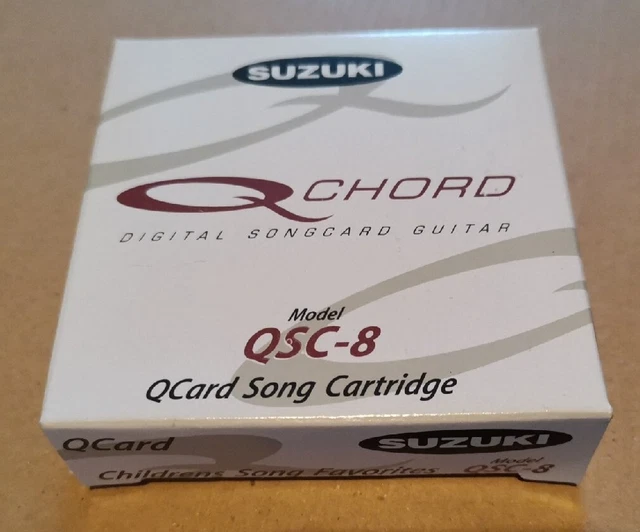 SUZUKI
QCHORD
DIGITAL SONGCARD GUITAR
Model
QSC-8
QCard Song Cartridge
QCard SUZUKI
Model
Childrens Song Favorites QSC-8